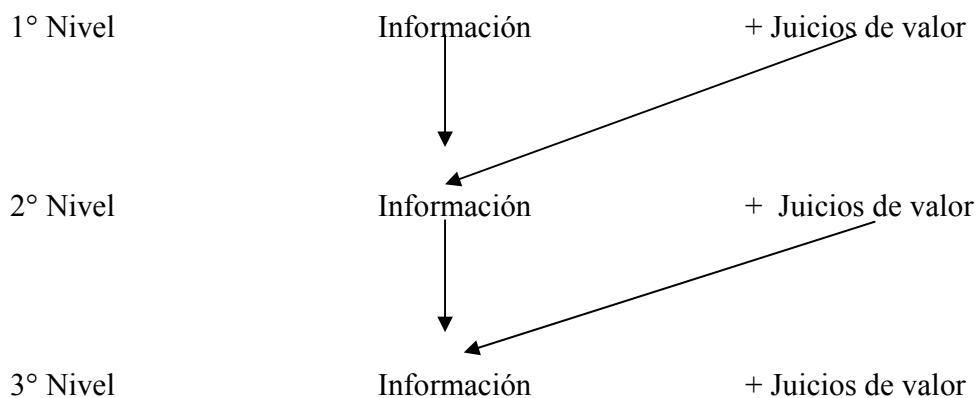 1° Nivel Información + Juicios de valor
2° Nivel Información + Juicios de valor
3° Nivel Información + Juicios de valor